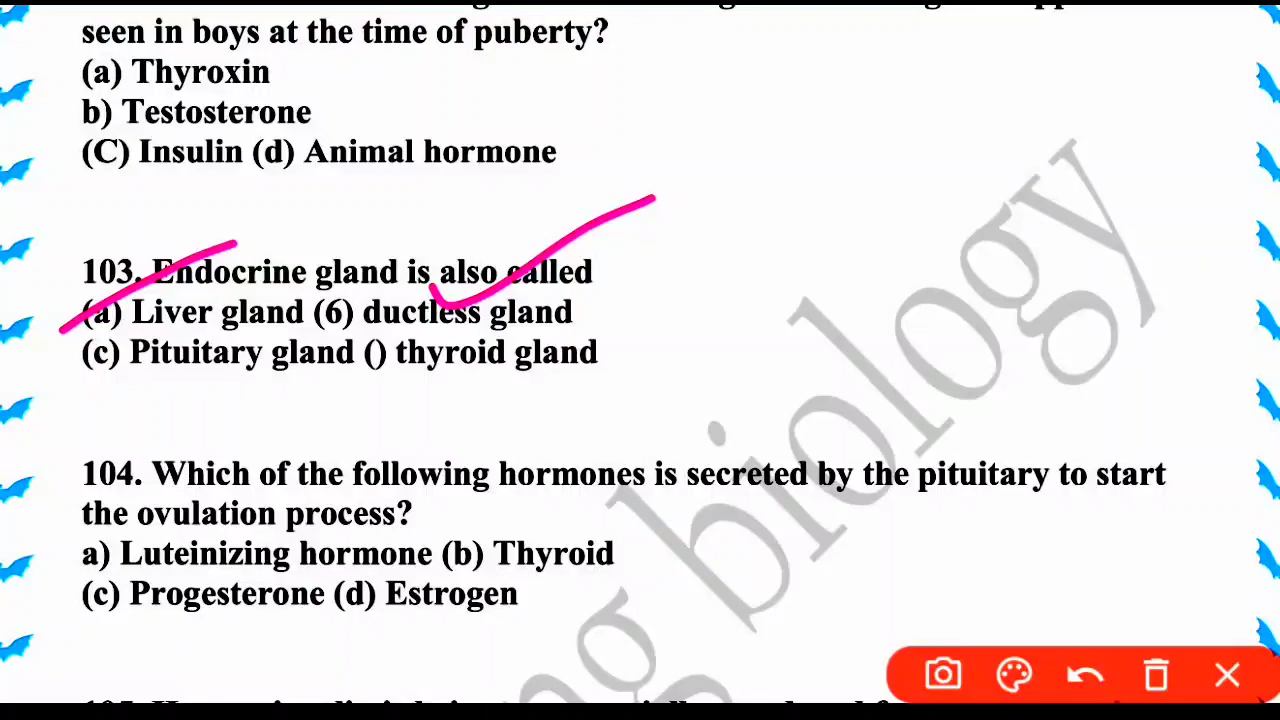 seen in boys at the time of puberty?
(a) Thyroxin
b) Testosterone
(C) Insulin (d) Animal hormone
103. Endocrine gland is also called
(a) Liver gland (6) ductless gland
(c) Pituitary gland () thyroid gland
104. Which of the following hormones is secreted by the pituitary to start
the ovulation process?
a) Luteinizing hormone (b) Thyroid
(c) Progesterone (d) Estrogen
biology